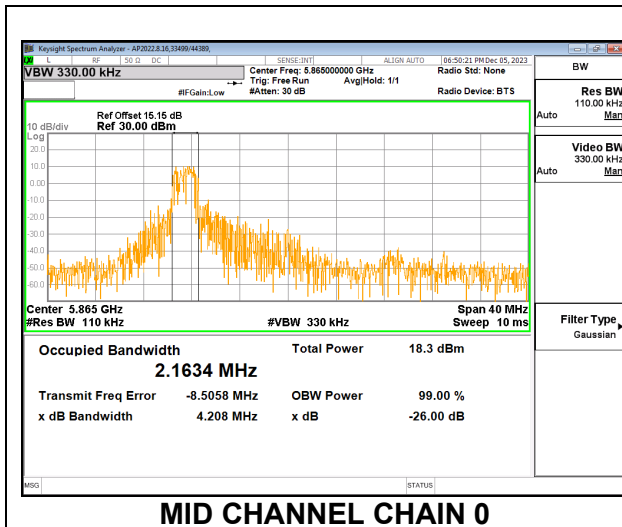 Keysight Spectrum Analyzer - AP2022.8.16,33499/44389,
L RF 50 Ω DC SENSE:INT ALIGN AUTO 06:50:21 PM Dec 05, 2023
VBW 330.00 kHz
Center Freq: 5.865000000 GHz Radio Std: None
Trig: Free Run Avg|Hold: 1/1
#IFGain:Low #Atten: 30 dB Radio Device: BTS
Ref Offset 15.15 dB
10 dB/div Ref 30.00 dBm
Log
20.0
10.0
0.00
-10.0
-20.0
-30.0
-40.0
-50.0
-60.0
Center 5.865 GHz Span 40 MHz
#Res BW 110 kHz #VBW 330 kHz Sweep 10 ms
Occupied Bandwidth Total Power 18.3 dBm
2.1634 MHz
Transmit Freq Error -8.5058 MHz OBW Power 99.00 %
x dB Bandwidth 4.208 MHz x dB -26.00 dB
MSG STATUS
BW
Res BW
110.00 kHz
Auto Man
Video BW
330.00 kHz
Auto Man
Filter Type
Gaussian
MID CHANNEL CHAIN 0